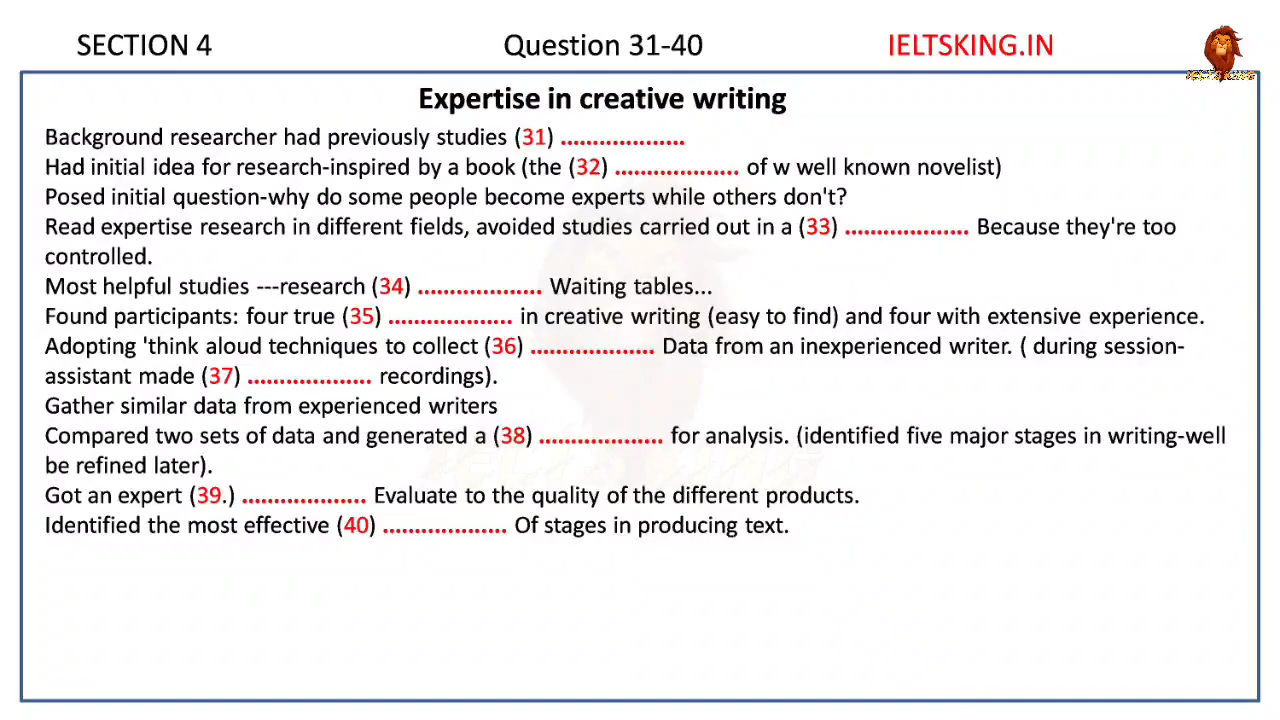 SECTION 4 Question 31-40 IELTSKING.IN
IELTS KING
Expertise in creative writing
Background researcher had previously studies (31) ...................
Had initial idea for research-inspired by a book (the (32) ................... of w well known novelist)
Posed initial question-why do some people become experts while others don't?
Read expertise research in different fields, avoided studies carried out in a (33) ................... Because they're too
controlled.
Most helpful studies ---research (34) ................... Waiting tables...
Found participants: four true (35) ................... in creative writing (easy to find) and four with extensive experience.
Adopting 'think aloud techniques to collect (36) ................... Data from an inexperienced writer. ( during session-
assistant made (37) ................... recordings).
Gather similar data from experienced writers
Compared two sets of data and generated a (38) ................... for analysis. (identified five major stages in writing-well
be refined later).
Got an expert (39.) ................... Evaluate to the quality of the different products.
Identified the most effective (40) ................... Of stages in producing text.